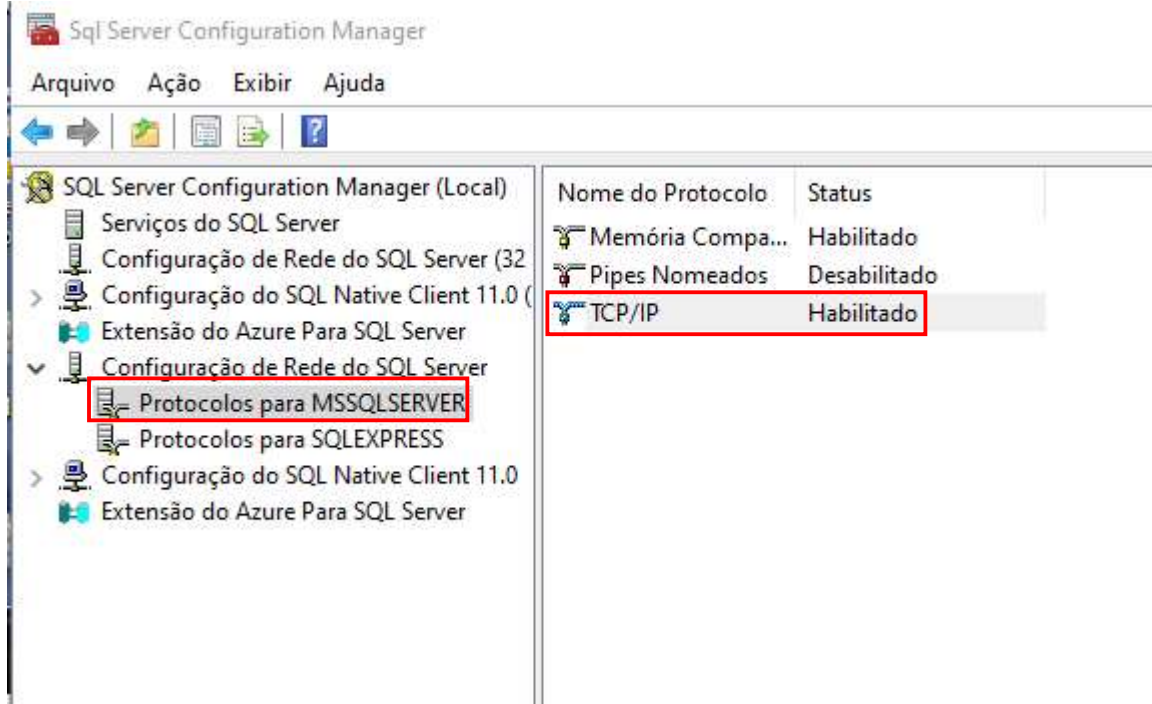 Sql Server Configuration Manager
Arquivo Ação Exibir Ajuda
SQL Server Configuration Manager (Local)
Serviços do SQL Server
Configuração de Rede do SQL Server (32
Configuração do SQL Native Client 11.0 (
Extensão do Azure Para SQL Server
Configuração de Rede do SQL Server
Protocolos para MSSQLSERVER
Protocolos para SQLEXPRESS
Configuração do SQL Native Client 11.0
Extensão do Azure Para SQL Server
Nome do Protocolo Status
Memória Compa... Habilitado
Pipes Nomeados Desabilitado
TCP/IP Habilitado